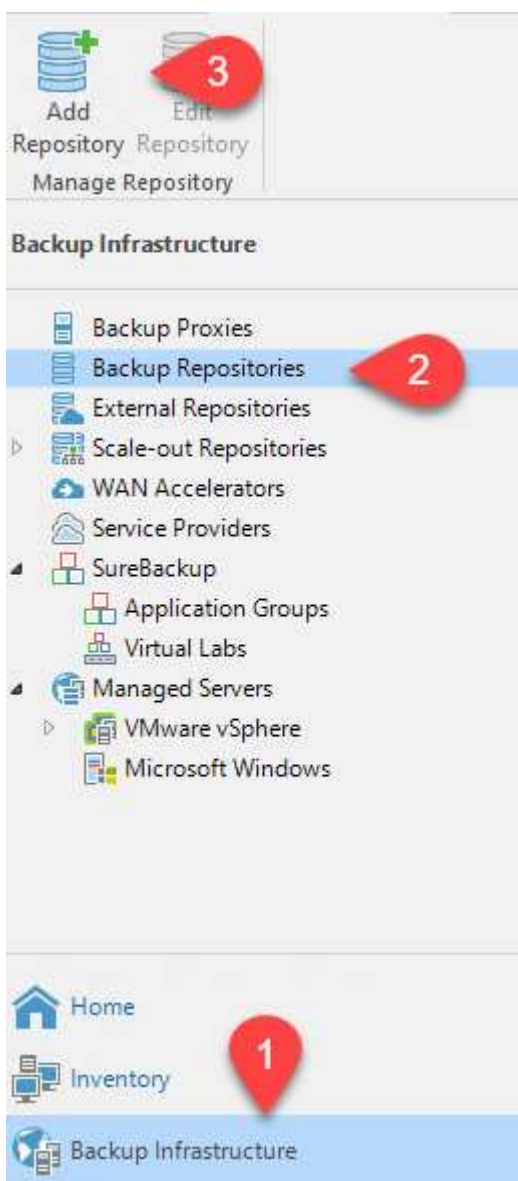 3
Add
Repository
Edit
Repository
Manage Repository
Backup Infrastructure
Backup Proxies
Backup Repositories
2
External Repositories
Scale-out Repositories
WAN Accelerators
Service Providers
SureBackup
Application Groups
Virtual Labs
Managed Servers
VMware vSphere
Microsoft Windows
Home
1
Inventory
Backup Infrastructure